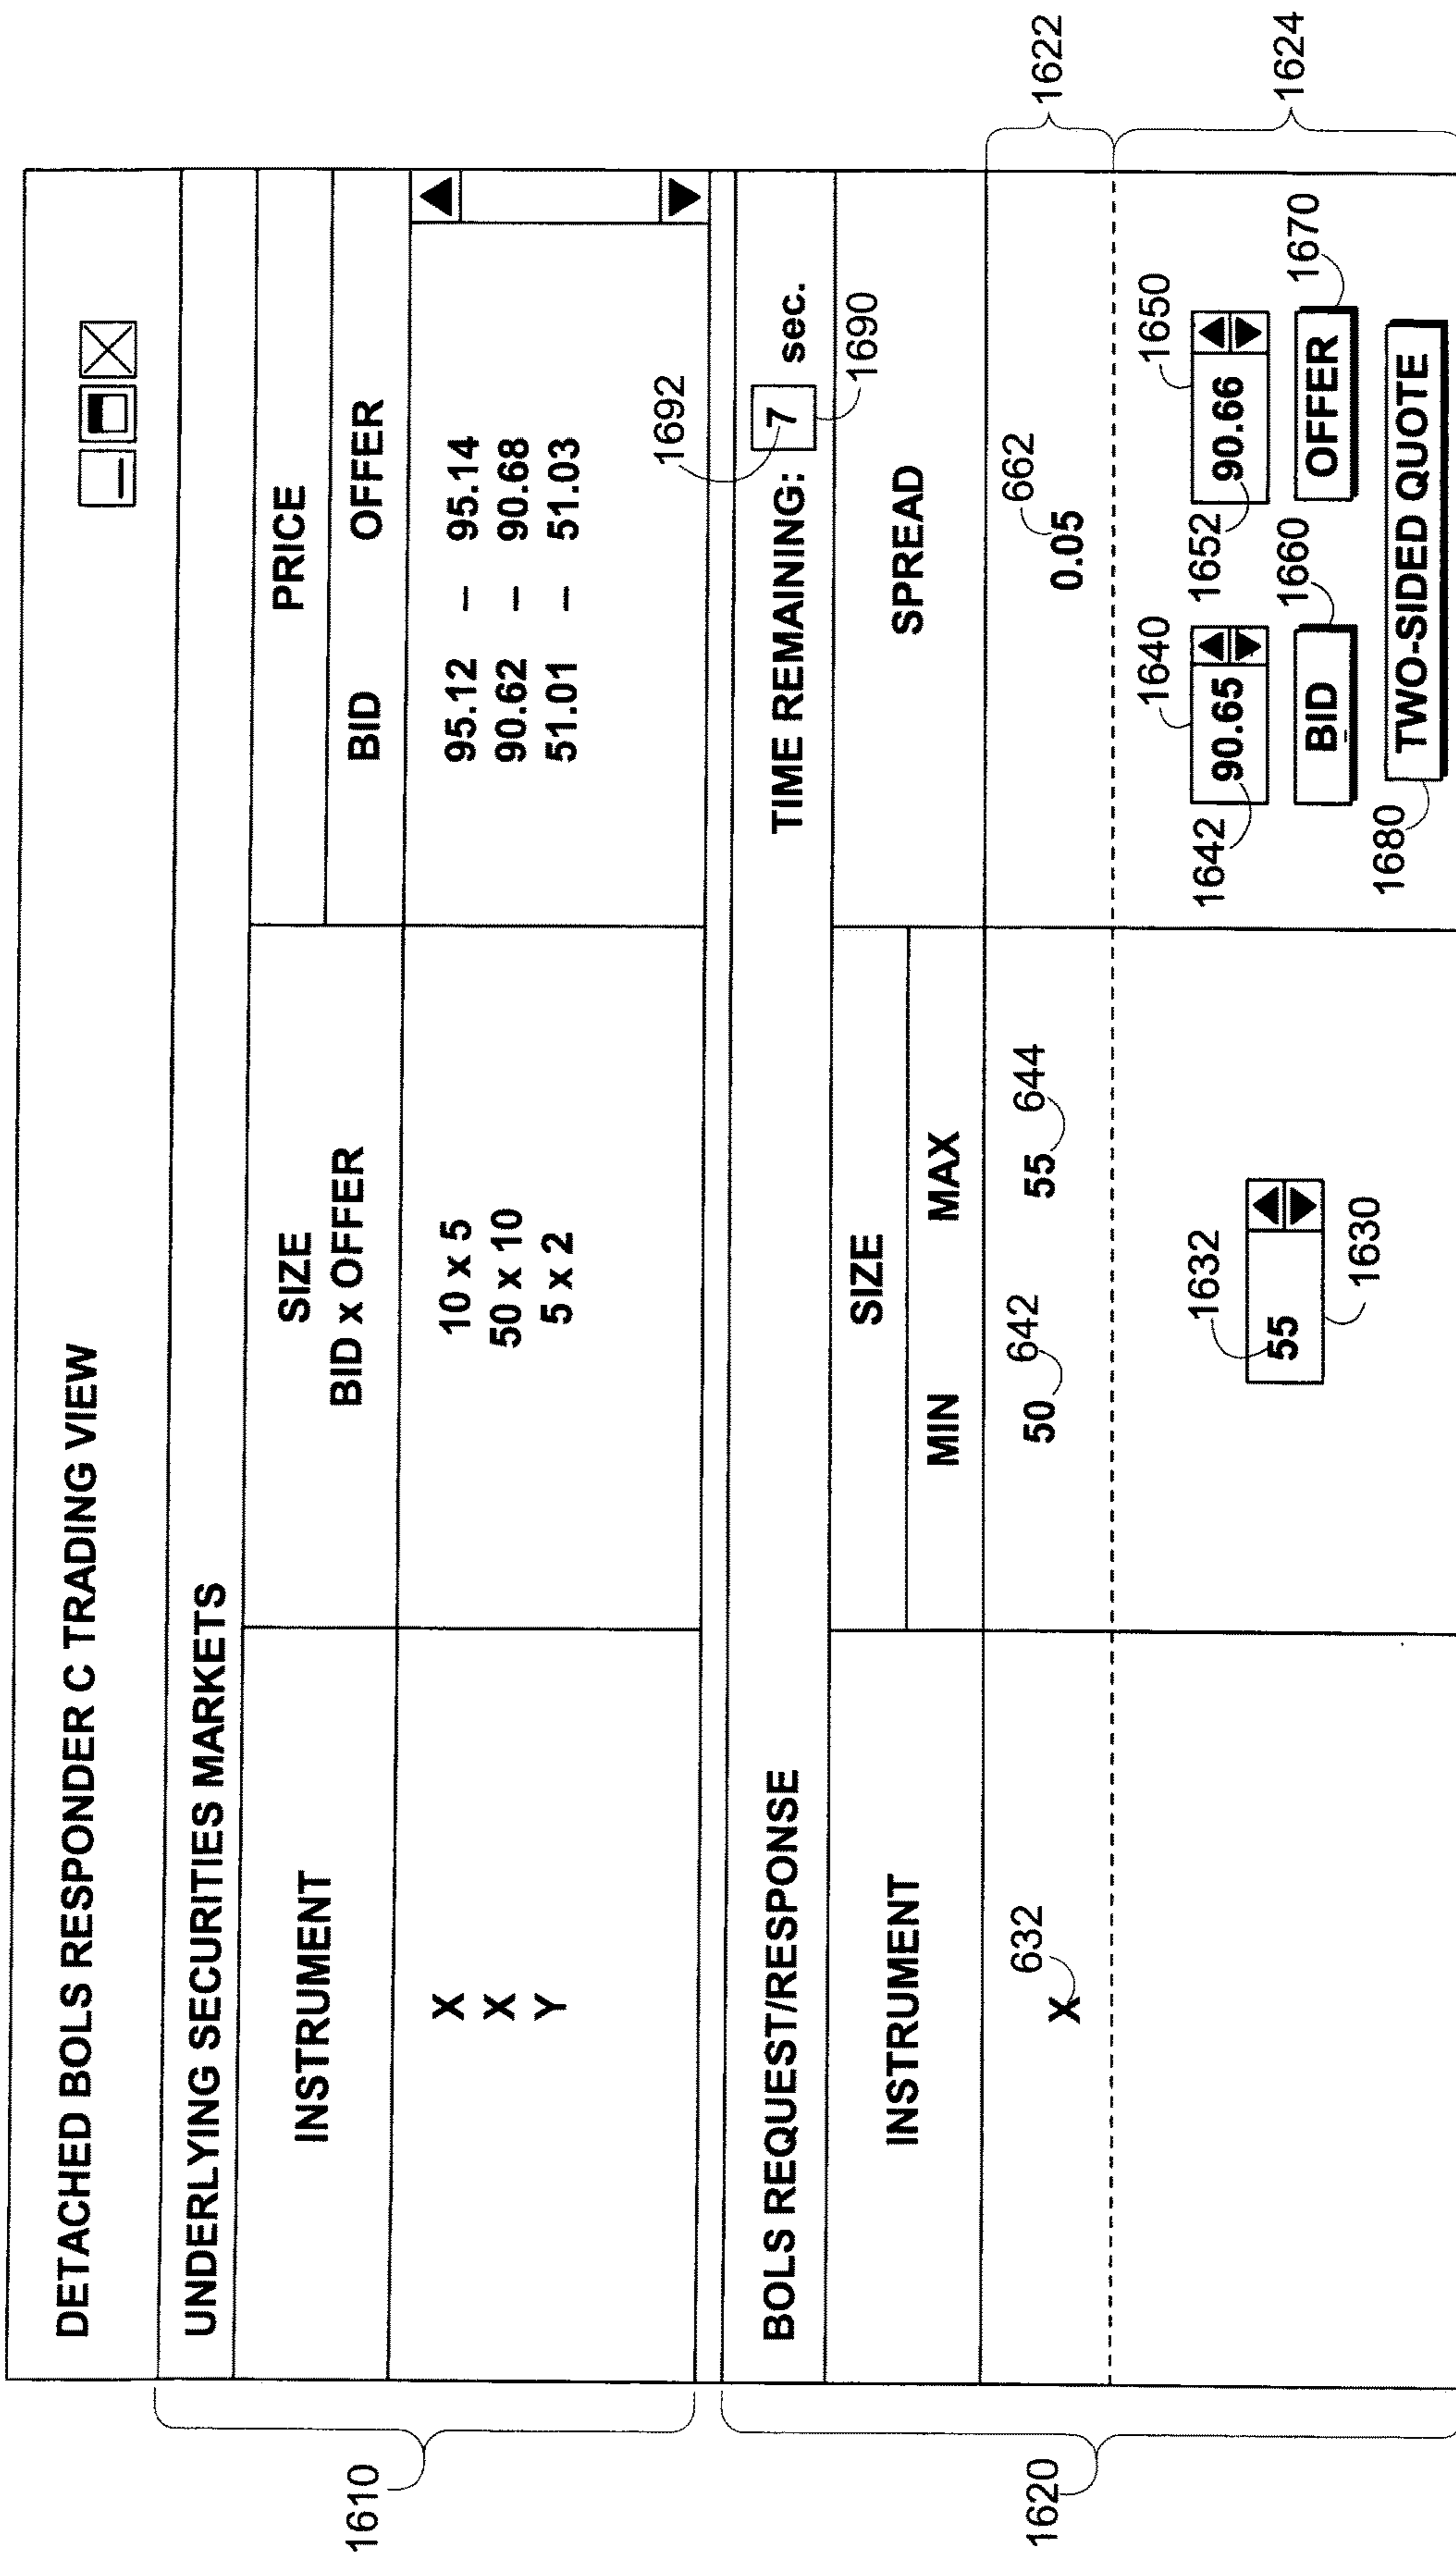 DETACHED BOLS RESPONDER C TRADING VIEW
UNDERLYING SECURITIES MARKETS
INSTRUMENT SIZE PRICE
BID x OFFER BID OFFER
X 10 x 5 95.12 – 95.14
X 50 x 10 90.62 – 90.68
Y 5 x 2 51.01 – 51.03
1610
1692
BOLS REQUEST/RESPONSE TIME REMAINING: 7 sec.
1690
INSTRUMENT SIZE SPREAD
MIN MAX
632 642 644 662
X 50 55 0.05
1622
1620
1640 1650
1632 55 90.65 90.66
1642 1660 1652 1670
1630 BID OFFER
1624
1680 TWO-SIDED QUOTE